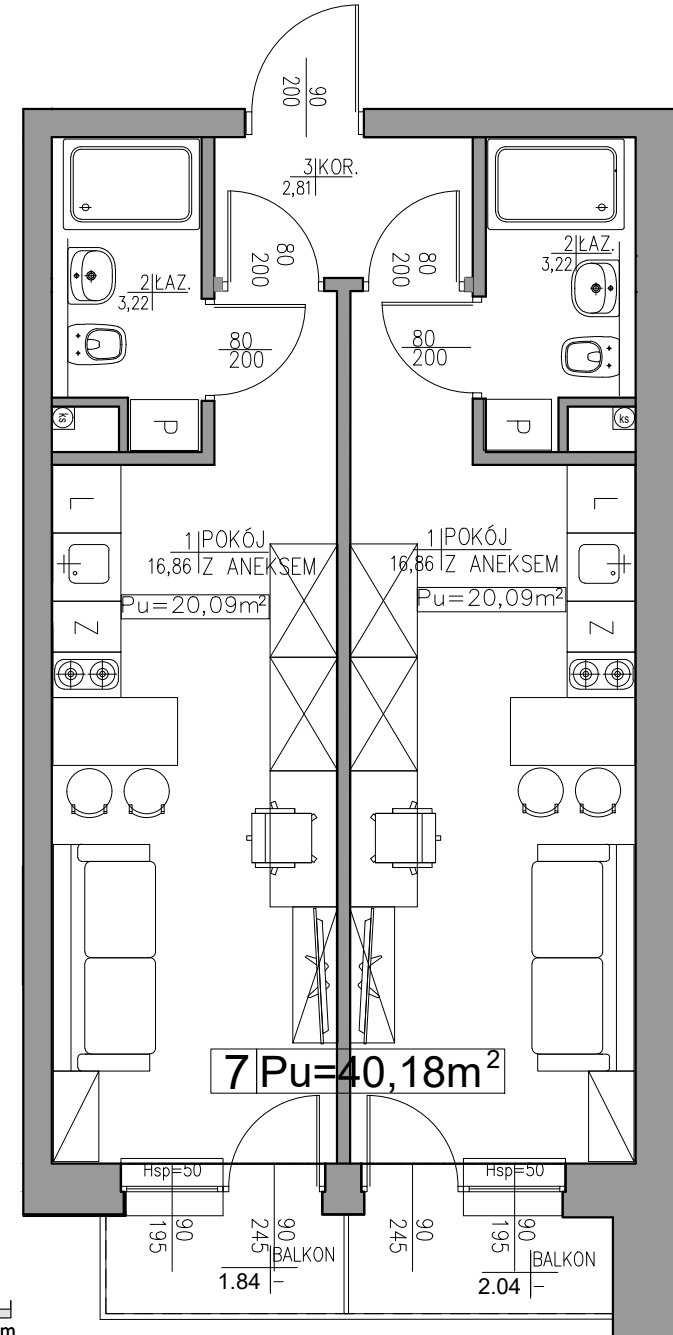 90
200
3 KOR.
2,81
2 ŁAZ.
3,22
80
200
80
200
2 ŁAZ.
3,22
80
200
80
200
ks
P
P
ks
L
L
1 POKÓJ
16,86 Z ANEKSEM
Pu=20,09m²
1 POKÓJ
16,86 Z ANEKSEM
Pu=20,09m²
Z
Z
7 Pu=40,18m²
Hsp=50
Hsp=50
90
195
90
245
90
245
90
195
BALKON
1.84 –
BALKON
2.04 –
m